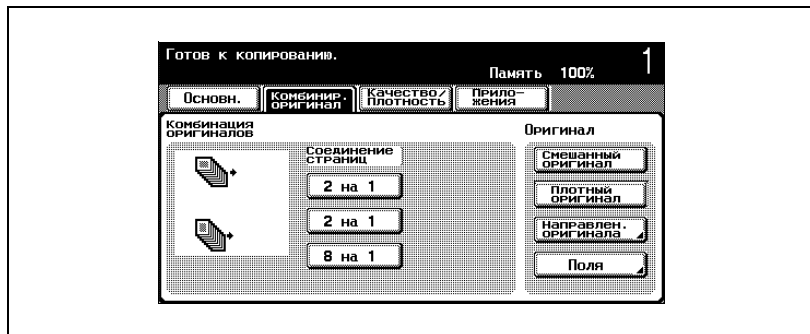 Готов к копированию.
Память 100% 1
Основн. Комбинир. оригинал Качество/ плотность Прило- жения
Комбинация
оригиналов
Соединение
страниц
2 на 1
2 на 1
8 на 1
Оригинал
Смешанный
оригинал
Плотный
оригинал
Направлен.
оригинала
Поля